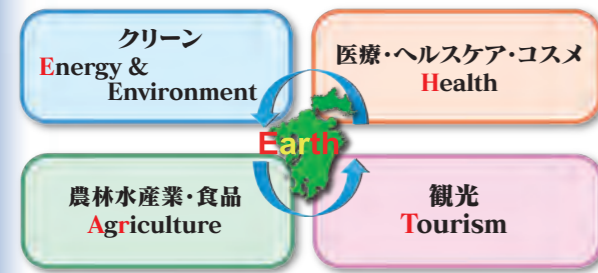 クリーン
Energy &
Environment
医療・ヘルスケア・コスメ
Health
Earth
農林水産業・食品
Agriculture
観光
Tourism